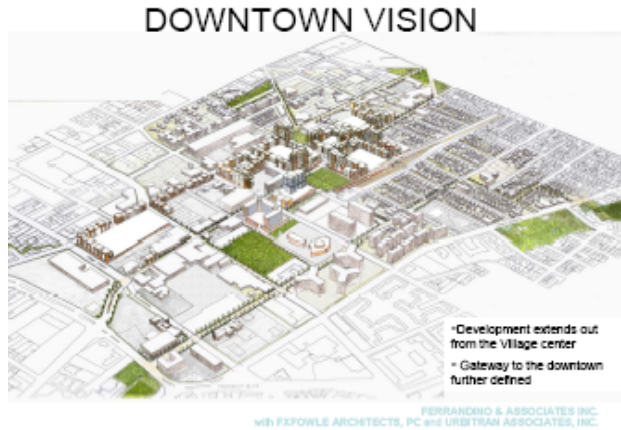 DOWNTOWN VISION
•Development extends out
from the Village center
• Gateway to the downtown
further defined
FERRANDINO & ASSOCIATES INC.
with FXFOWLE ARCHITECTS, PC and URBITRAN ASSOCIATES, INC.